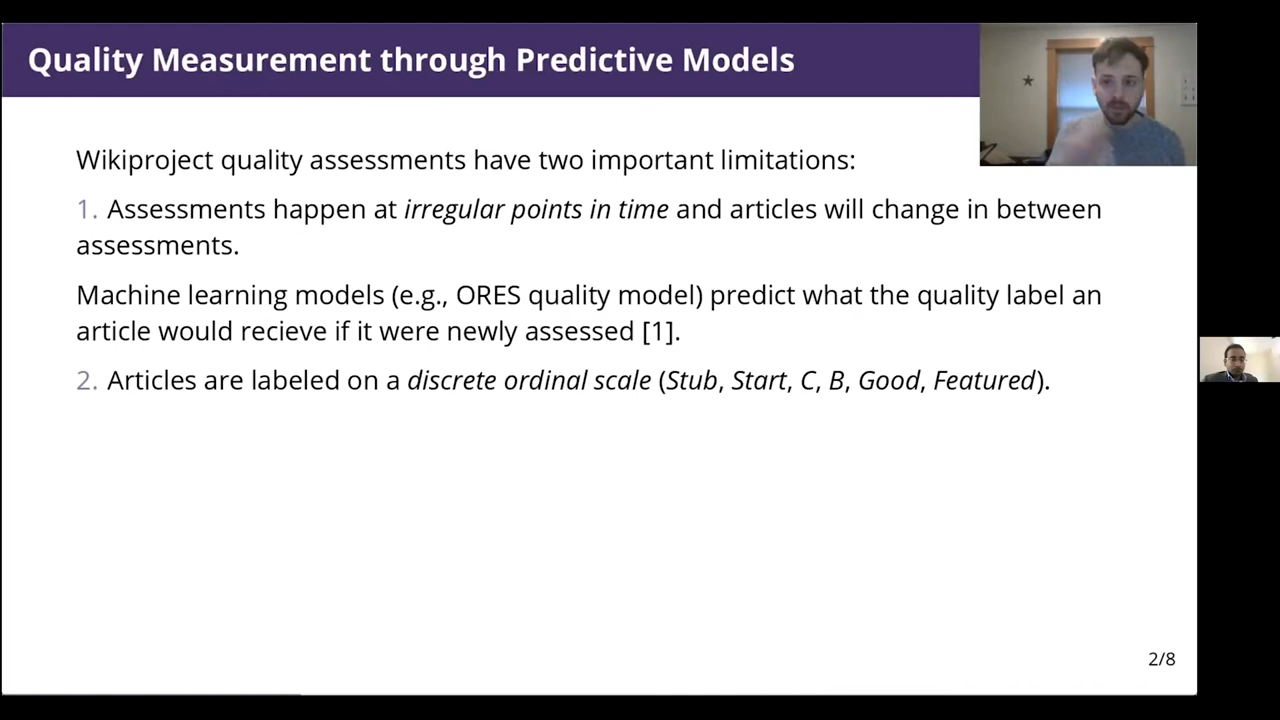 Quality Measurement through Predictive Models
Wikiproject quality assessments have two important limitations:
1. Assessments happen at irregular points in time and articles will change in between
assessments.
Machine learning models (e.g., ORES quality model) predict what the quality label an
article would recieve if it were newly assessed [1].
2. Articles are labeled on a discrete ordinal scale (Stub, Start, C, B, Good, Featured).
2/8